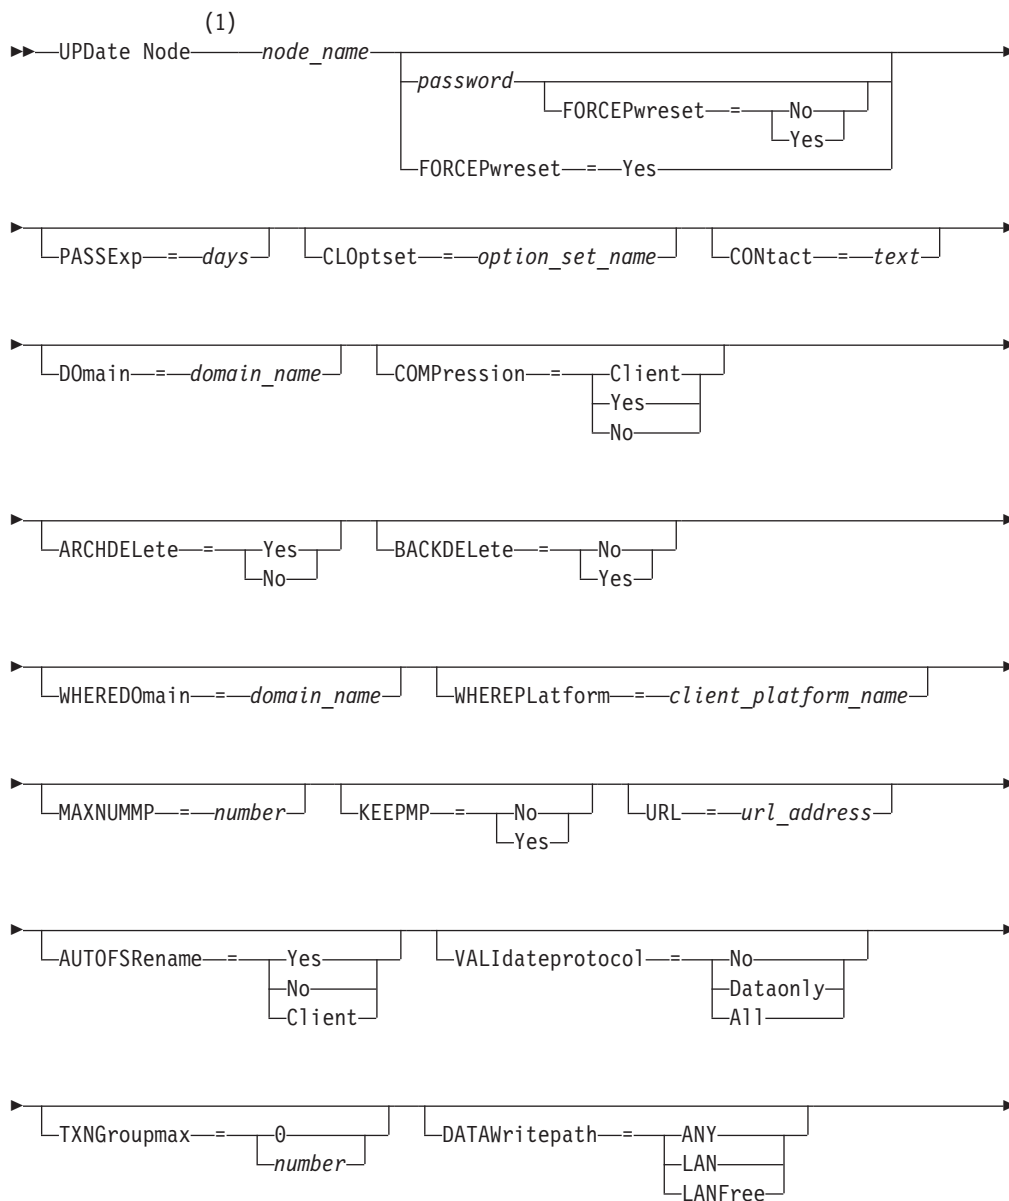 (1)
UPDate Node node_name
password
FORCEPwreset = No
Yes
FORCEPwreset = Yes
PASSExp = days CLOptset = option_set_name CONtact = text
DOmain = domain_name COMPression = Client
Yes
No
ARCHDELete = Yes BACKDELete = No
No Yes
WHEREDOmain = domain_name WHEREPLatform = client_platform_name
MAXNUMMP = number KEEPMP = No URL = url_address
Yes
AUTOFSRename = Yes VALIdateprotocol = No
No Dataonly
Client All
TXNGroupmax = 0 DATAWritepath = ANY
number LAN
LANFree